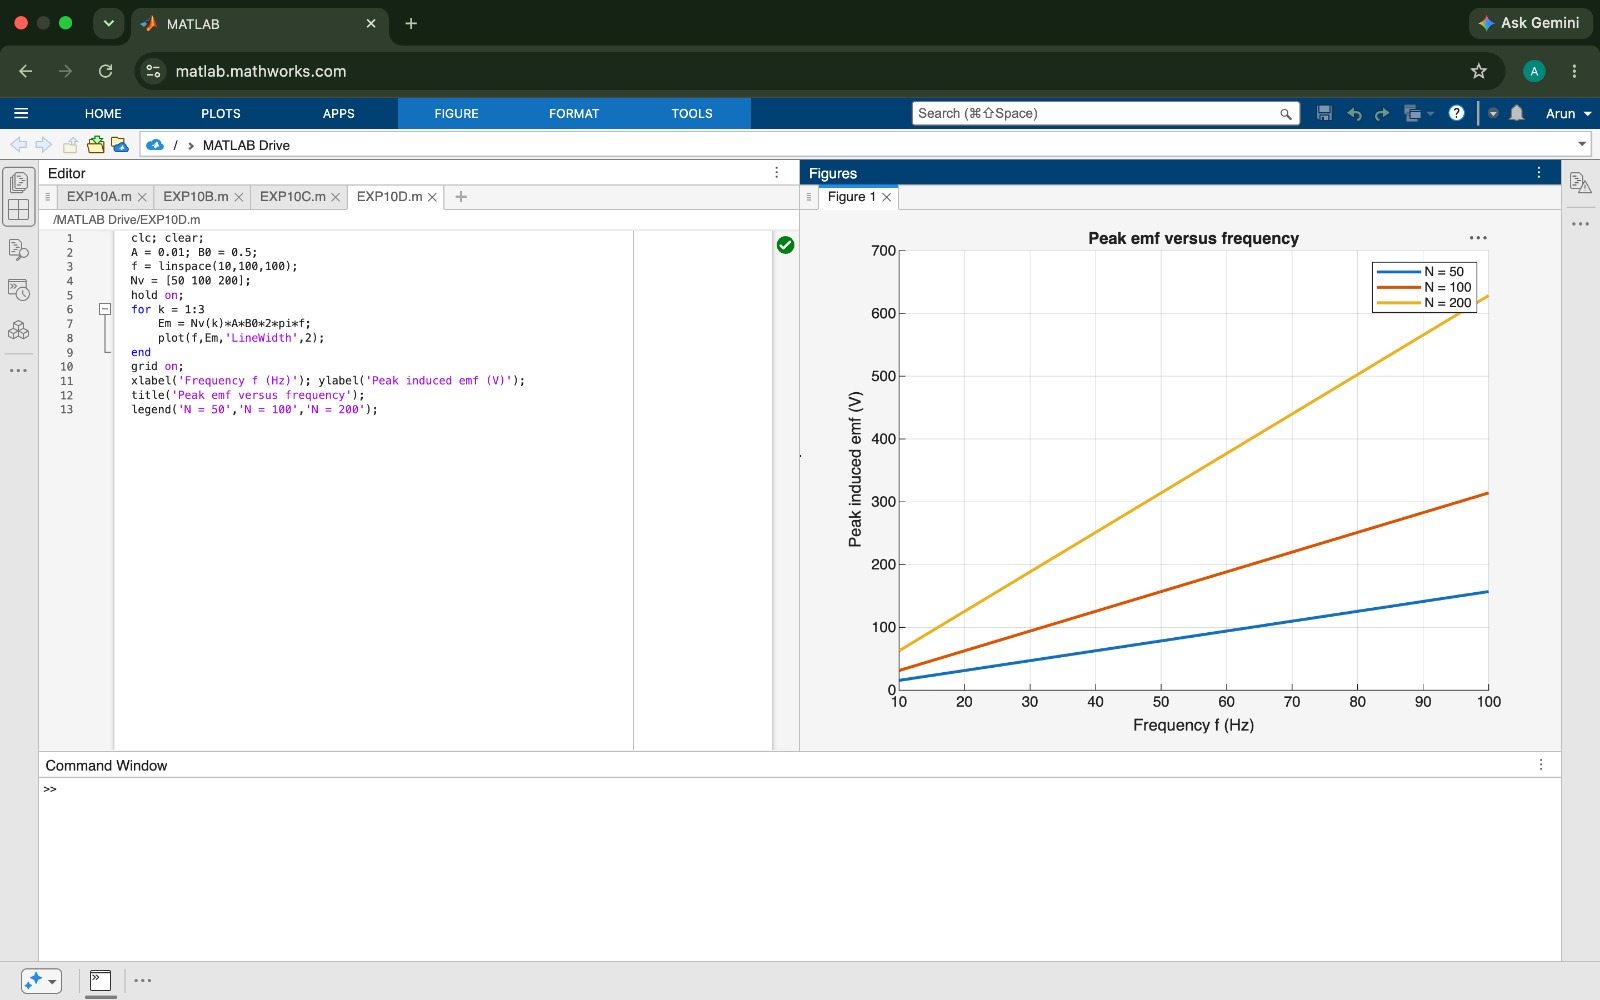 MATLAB
Ask Gemini
matlab.mathworks.com
A
HOME PLOTS APPS FIGURE FORMAT TOOLS
Search (⌘⇧Space)
Arun
/ › MATLAB Drive
Editor
EXP10A.m EXP10B.m EXP10C.m EXP10D.m
/MATLAB Drive/EXP10D.m
1 clc; clear;
2 A = 0.01; B0 = 0.5;
3 f = linspace(10,100,100);
4 Nv = [50 100 200];
5 hold on;
6 for k = 1:3
7 Em = Nv(k)*A*B0*2*pi*f;
8 plot(f,Em,'LineWidth',2);
9 end
10 grid on;
11 xlabel('Frequency f (Hz)'); ylabel('Peak induced emf (V)');
12 title('Peak emf versus frequency');
13 legend('N = 50','N = 100','N = 200');
Figures
Figure 1
Peak emf versus frequency
N = 50
N = 100
N = 200
Peak induced emf (V)
700
600
500
400
300
200
100
0
10 20 30 40 50 60 70 80 90 100
Frequency f (Hz)
Command Window
>>